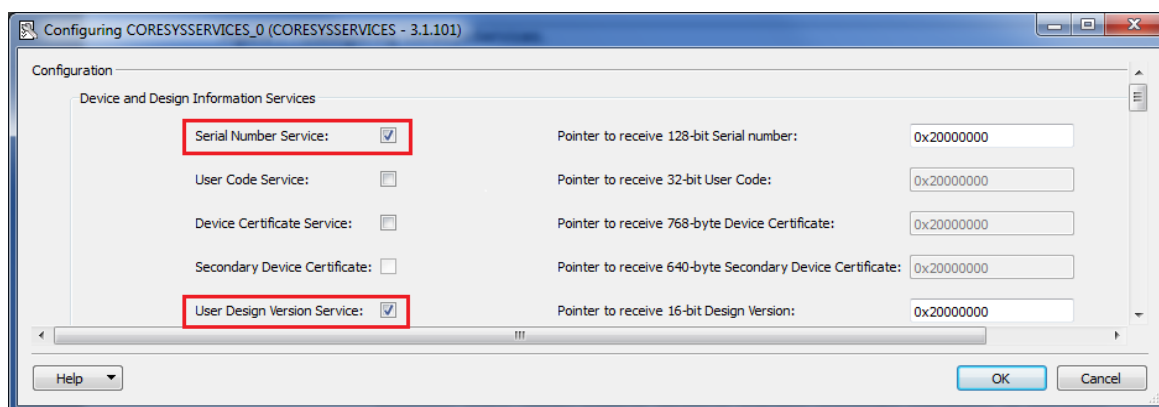 Configuring CORESYSSERVICES_0 (CORESYSSERVICES - 3.1.101)
Configuration
Device and Design Information Services
Serial Number Service: Pointer to receive 128-bit Serial number: 0x20000000
User Code Service: Pointer to receive 32-bit User Code: 0x20000000
Device Certificate Service: Pointer to receive 768-byte Device Certificate: 0x20000000
Secondary Device Certificate: Pointer to receive 640-byte Secondary Device Certificate: 0x20000000
User Design Version Service: Pointer to receive 16-bit Design Version: 0x20000000
Help OK Cancel